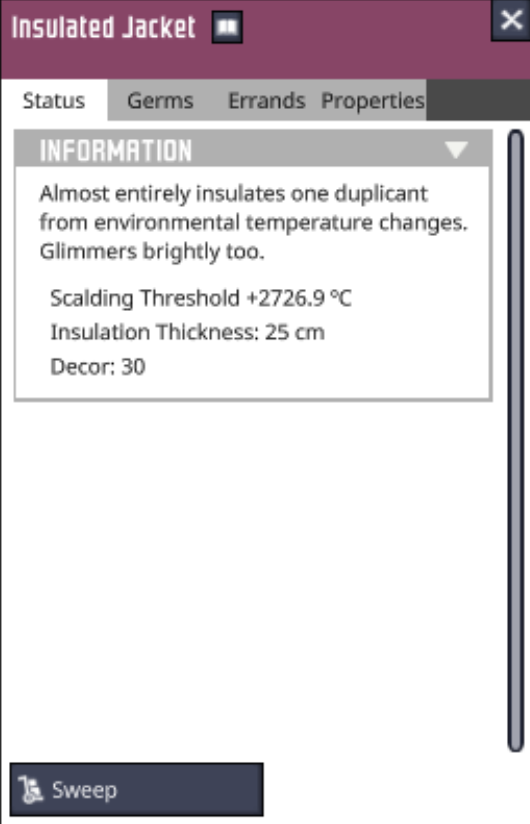 Insulated Jacket
Status Germs Errands Properties
INFORMATION
Almost entirely insulates one duplicant
from environmental temperature changes.
Glimmers brightly too.
Scalding Threshold +2726.9 ºC
Insulation Thickness: 25 cm
Decor: 30
Sweep